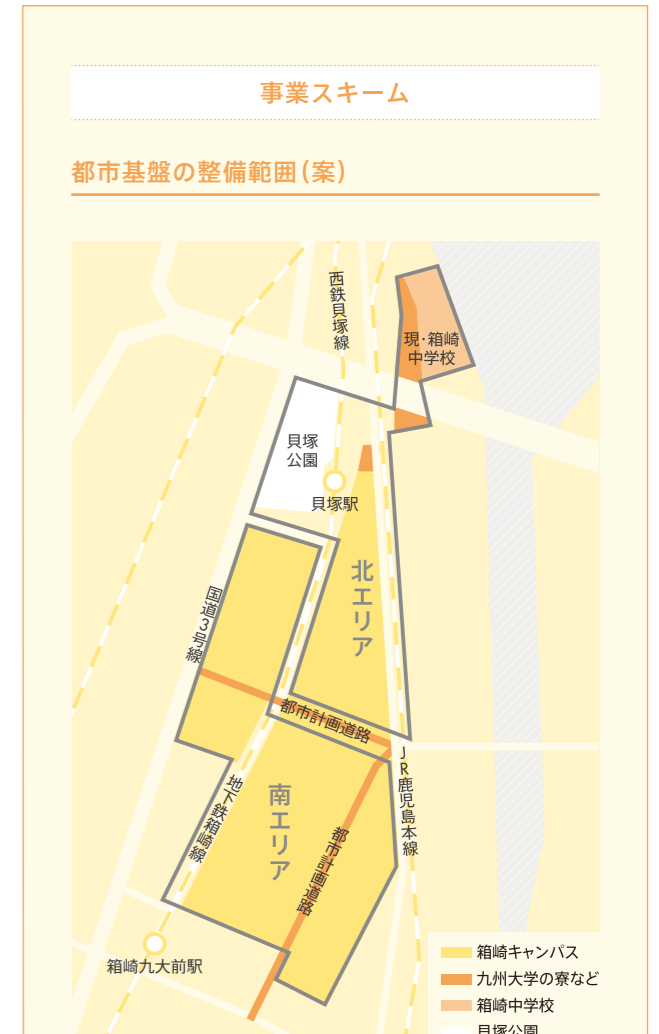 事業スキーム
都市基盤の整備範囲(案)
西鉄貝塚線
現・箱崎
中学校
貝塚
公園
貝塚駅
北エリア
国道3号線
都市計画道路
JR鹿児島本線
地下鉄箱崎線
南エリア
都市計画道路
箱崎九大前駅
箱崎キャンパス
九州大学の寮など
箱崎中学校
貝塚公園